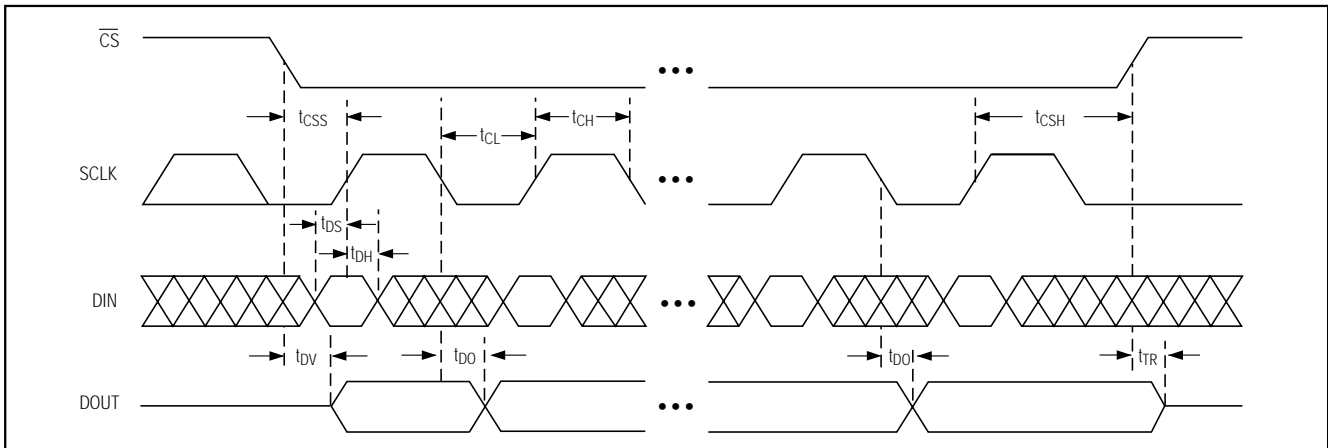 CS
•••
tCSS
tCL
tCH
tCSH
SCLK
•••
tDS
tDH
DIN
•••
tDV
tDO
tDO
tTR
DOUT
•••